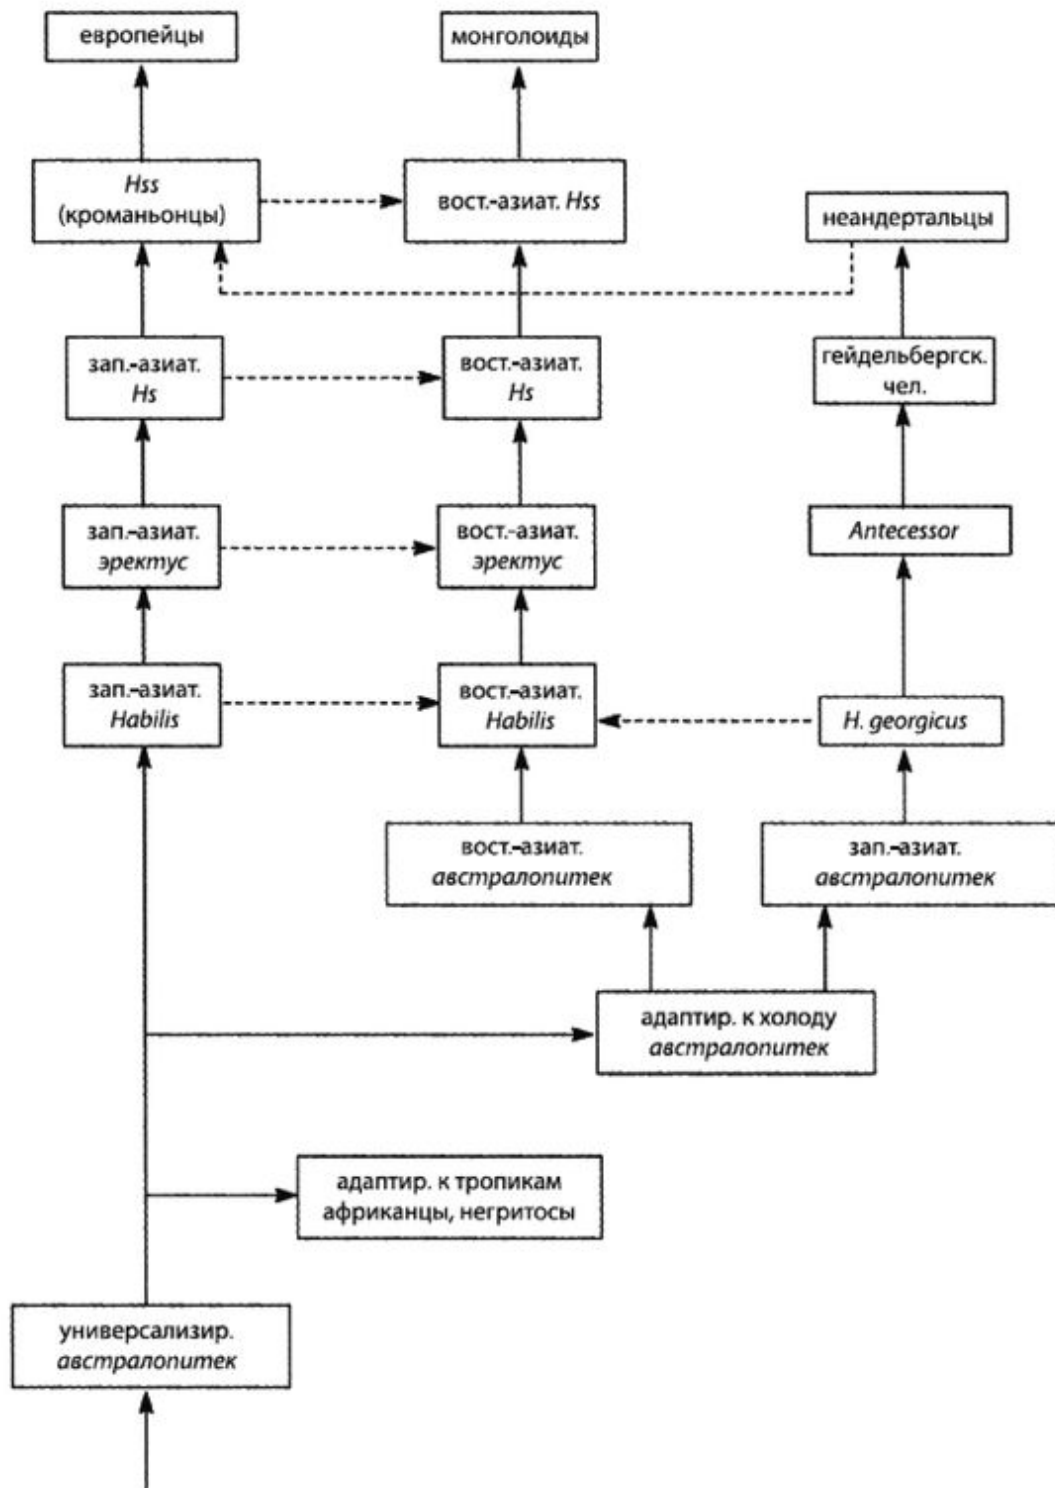 европейцы
монголоиды
Hss
(кроманьонцы)
вост.-азиат. Hss
неандертальцы
зап.-азиат.
Hs
вост.-азиат.
Hs
гейдельбергск.
чел.
зап.-азиат.
эректус
вост.-азиат.
эректус
Antecessor
зап.-азиат.
Habilis
вост.-азиат.
Habilis
H. georgicus
вост.-азиат.
австралопитек
зап.-азиат.
австралопитек
адаптир. к холоду
австралопитек
адаптир. к тропикам
африканцы, негритосы
универсализир.
австралопитек